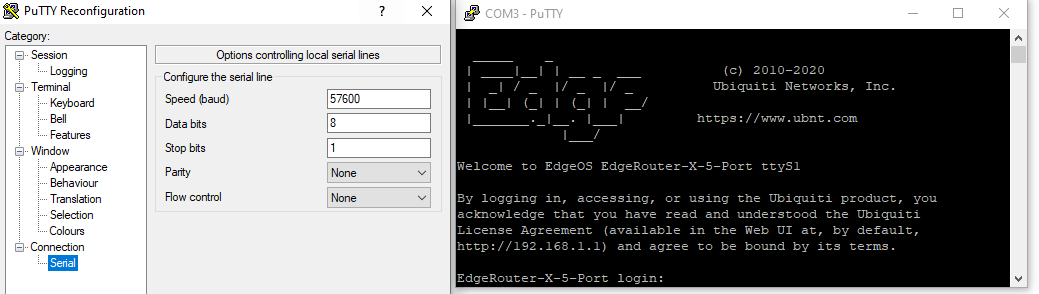 PuTTY Reconfiguration
?
Category:
Session
Logging
Terminal
Keyboard
Bell
Features
Window
Appearance
Behaviour
Translation
Selection
Colours
Connection
Serial
Options controlling local serial lines
Configure the serial line
Speed (baud) 57600
Data bits 8
Stop bits 1
Parity None
Flow control None
COM3 - PuTTY
Edge
(c) 2010-2020
Ubiquiti Networks, Inc.
https://www.ubnt.com
Welcome to EdgeOS EdgeRouter-X-5-Port ttyS1
By logging in, accessing, or using the Ubiquiti product, you
acknowledge that you have read and understood the Ubiquiti
License Agreement (available in the Web UI at, by default,
http://192.168.1.1) and agree to be bound by its terms.
EdgeRouter-X-5-Port login: